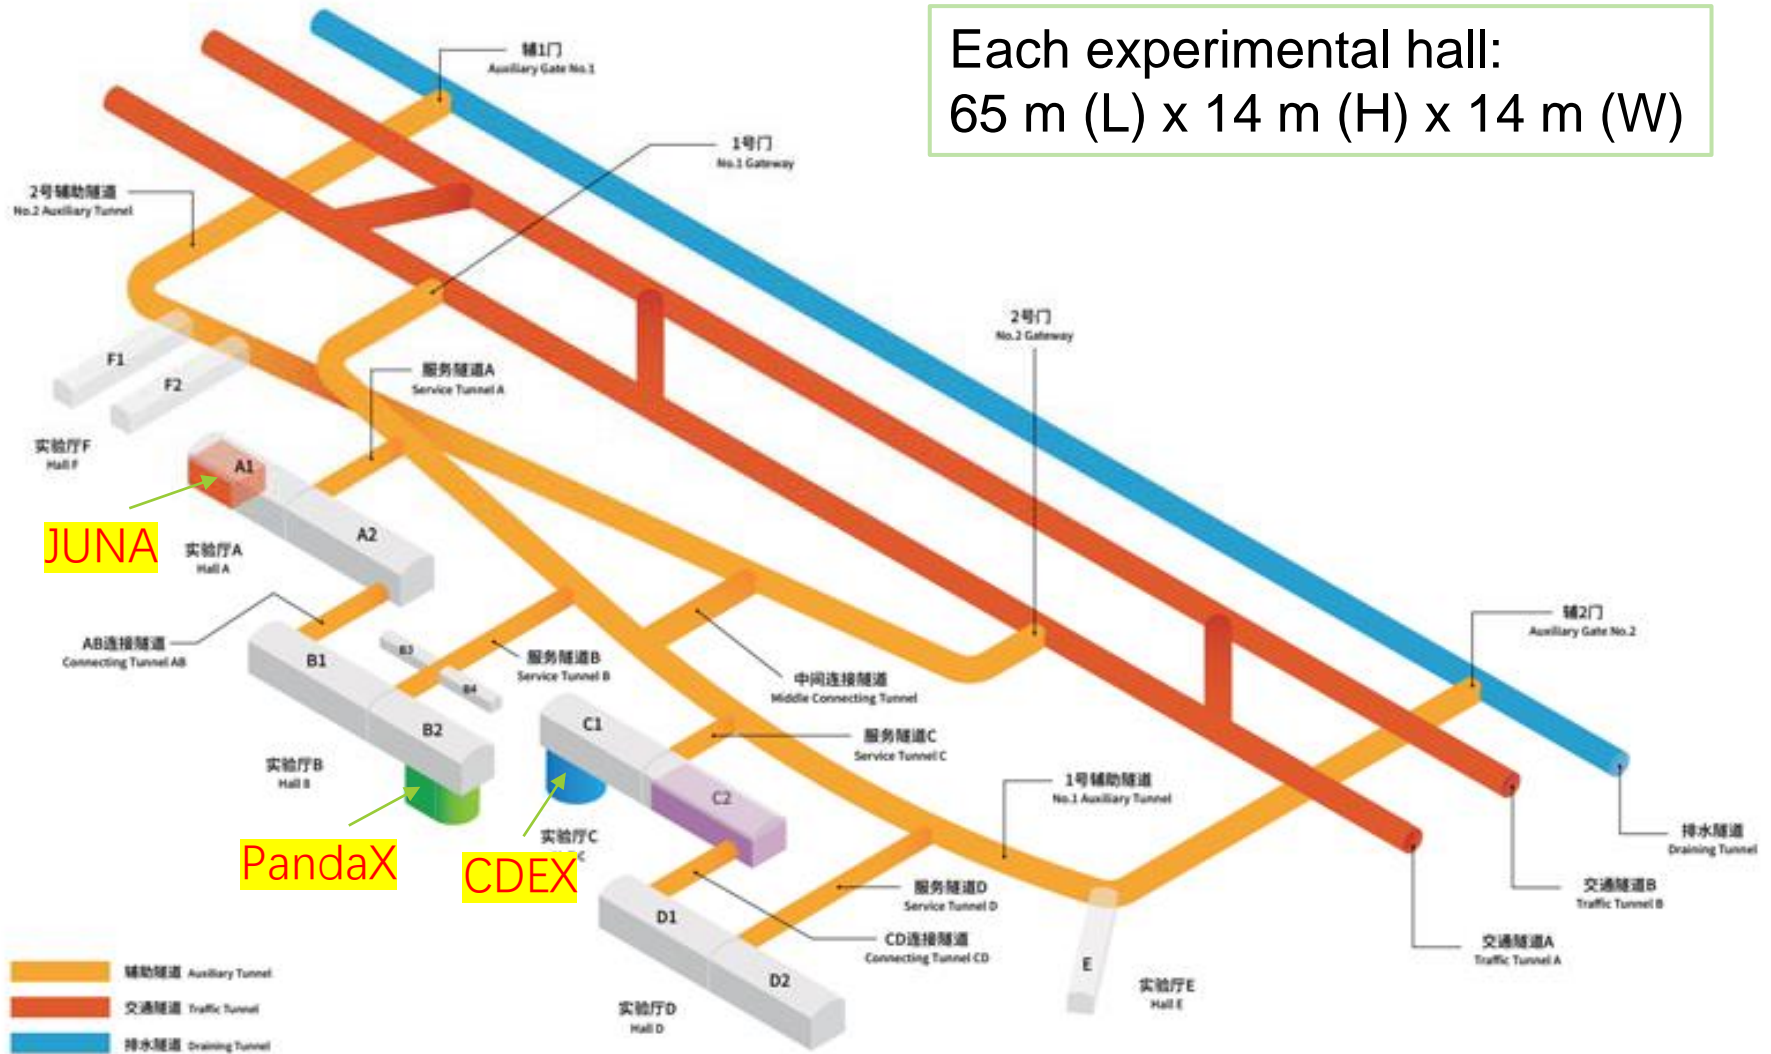 Each experimental hall:
65 m (L) x 14 m (H) x 14 m (W)
辅1门
Auxiliary Gate No.1
1号门
No.1 Gateway
2号辅助隧道
No.2 Auxiliary Tunnel
2号门
No.2 Gateway
服务隧道A
Service Tunnel A
F1
F2
实验厅F
Hall F
A1
A2
JUNA
实验厅A
Hall A
AB连接隧道
Connecting Tunnel AB
B1
B3
B4
B2
服务隧道B
Service Tunnel B
中间连接隧道
Middle Connecting Tunnel
辅2门
Auxiliary Gate No.2
C1
C2
服务隧道C
Service Tunnel C
实验厅B
Hall B
1号辅助隧道
No.1 Auxiliary Tunnel
实验厅C
PandaX
CDEX
排水隧道
Draining Tunnel
交通隧道B
Traffic Tunnel B
交通隧道A
Traffic Tunnel A
服务隧道D
Service Tunnel D
CD连接隧道
Connecting Tunnel CD
D1
D2
E
实验厅E
Hall E
实验厅D
Hall D
辅助隧道 Auxiliary Tunnel
交通隧道 Traffic Tunnel
排水隧道 Draining Tunnel